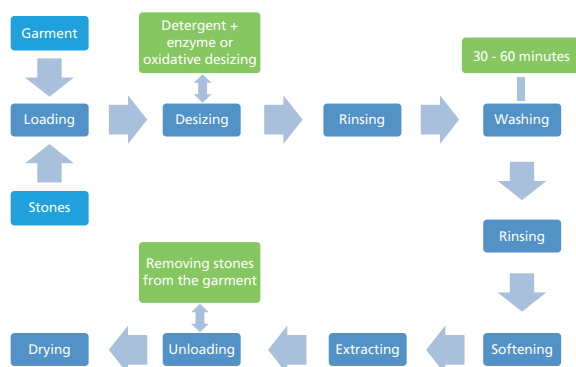 Garment
Detergent +
enzyme or
oxidative desizing
30 - 60 minutes
Loading
Desizing
Rinsing
Washing
Stones
Rinsing
Removing stones
from the garment
Drying
Unloading
Extracting
Softening